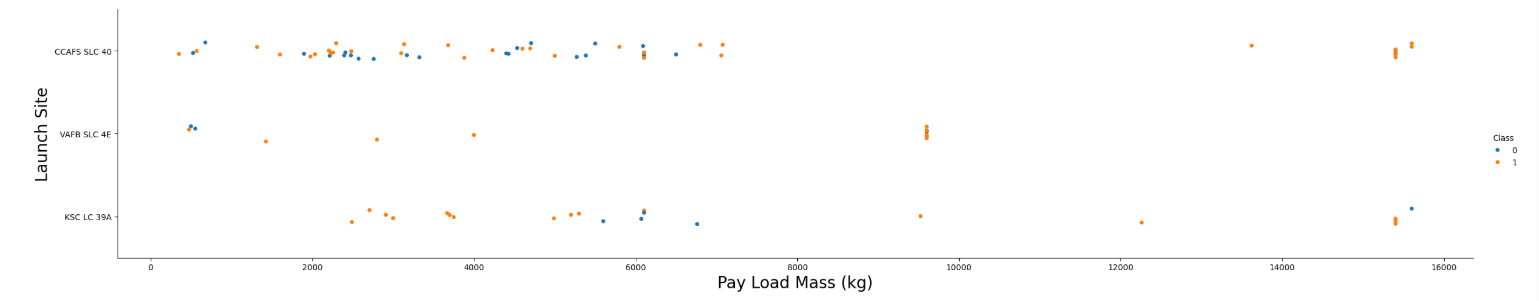 CCAFS SLC 40
VAFB SLC 4E
KSC LC 39A
Launch Site
0 2000 4000 6000 8000 10000 12000 14000 16000
Pay Load Mass (kg)
Class
0
1